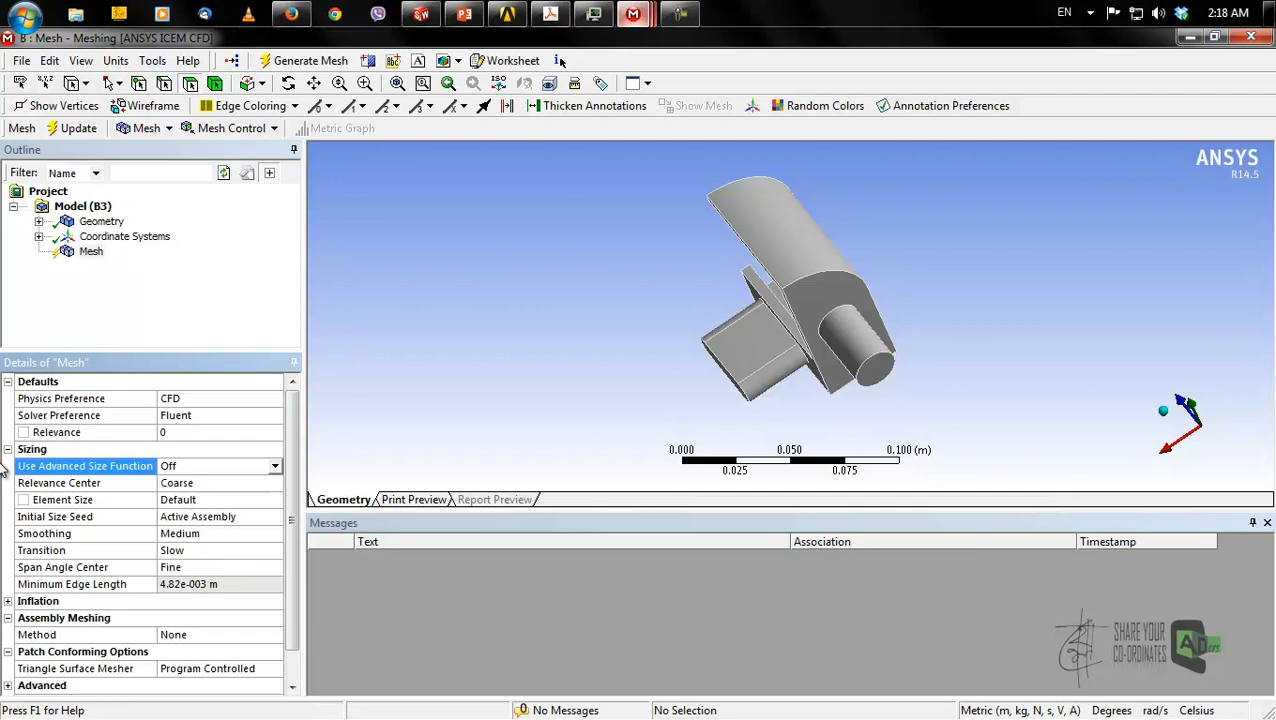 EN
2:18 AM
B : Mesh - Meshing [ANSYS ICEM CFD]
File Edit View Units Tools Help Generate Mesh Worksheet
Show Vertices Wireframe Edge Coloring Thicken Annotations Show Mesh Random Colors Annotation Preferences
Mesh Update Mesh Mesh Control Metric Graph
Outline
Filter: Name
Project
Model (B3)
Geometry
Coordinate Systems
Mesh
Details of "Mesh"
Defaults
Physics Preference CFD
Solver Preference Fluent
Relevance 0
Sizing
Use Advanced Size Function Off
Relevance Center Coarse
Element Size Default
Initial Size Seed Active Assembly
Smoothing Medium
Transition Slow
Span Angle Center Fine
Minimum Edge Length 4.82e-003 m
Inflation
Assembly Meshing
Method None
Patch Conforming Options
Triangle Surface Mesher Program Controlled
Advanced
ANSYS
R14.5
0.000 0.050 0.100 (m)
0.025 0.075
Geometry Print Preview Report Preview
Messages
Text Association Timestamp
SHARE YOUR
CO-ORDINATES
Press F1 for Help
No Messages No Selection Metric (m, kg, N, s, V, A) Degrees rad/s Celsius